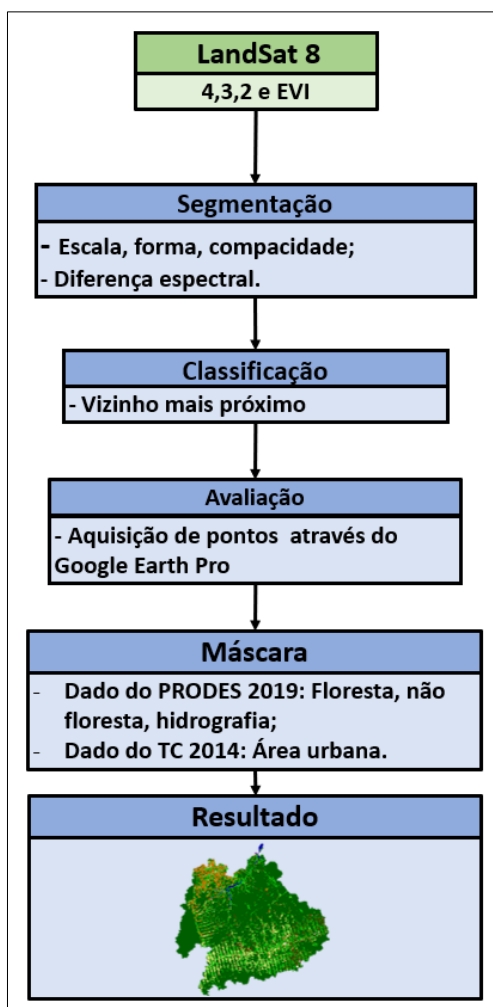 LandSat 8
4,3,2 e EVI
Segmentação
- Escala, forma, compacidade;
- Diferença espectral.
Classificação
- Vizinho mais próximo
Avaliação
- Aquisição de pontos através do
Google Earth Pro
Máscara
- Dado do PRODES 2019: Floresta, não
floresta, hidrografia;
- Dado do TC 2014: Área urbana.
Resultado